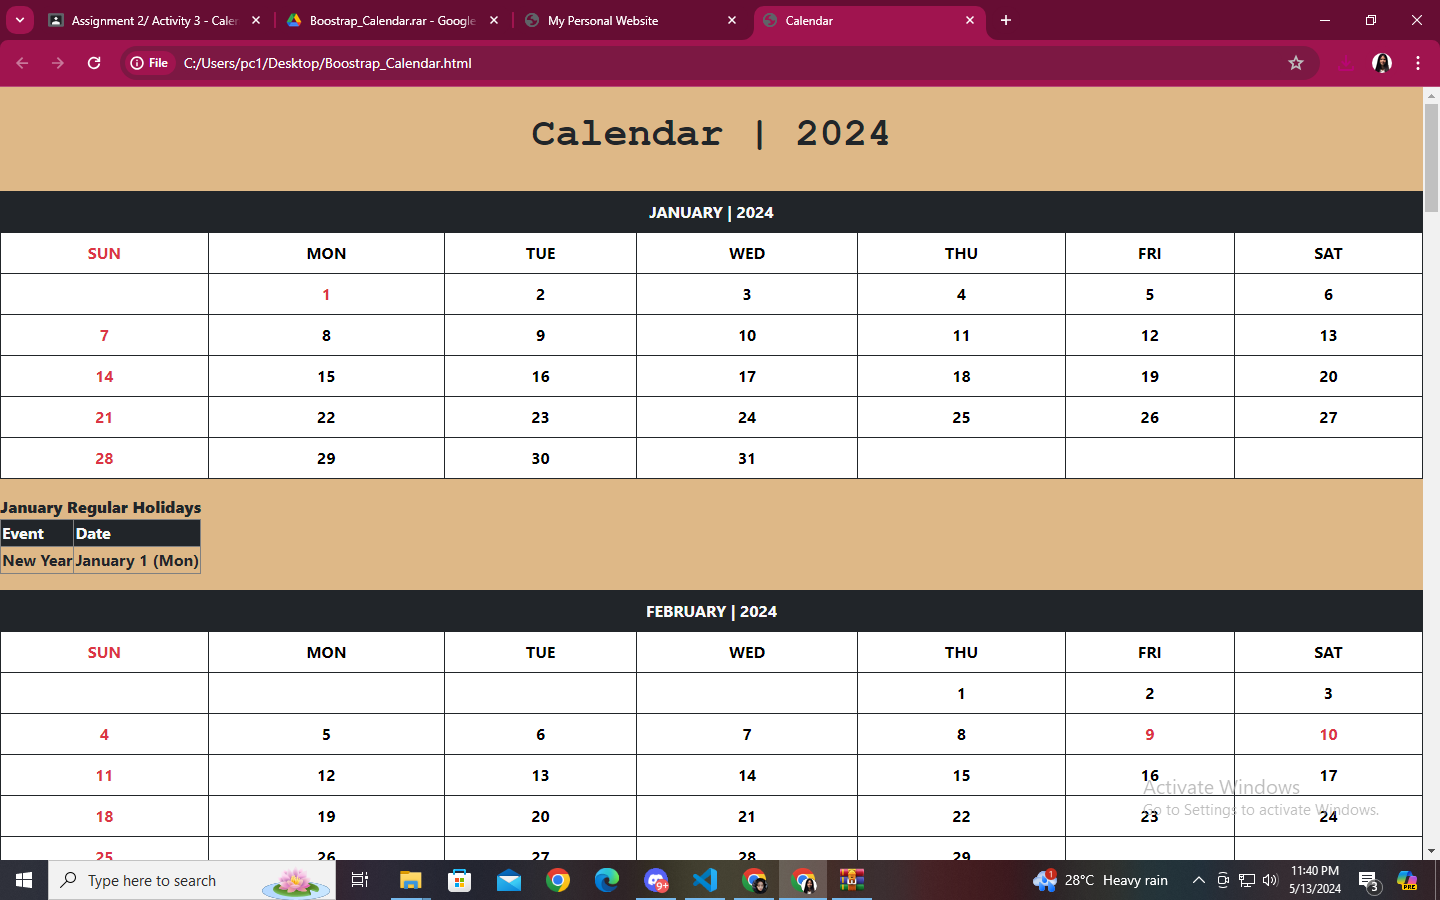 Assignment 2/ Activity 3 - Caler
Boostrap_Calendar.rar - Google
My Personal Website
Calendar
File C:/Users/pc1/Desktop/Boostrap_Calendar.html
Calendar | 2024
JANUARY | 2024
SUN MON TUE WED THU FRI SAT
1 2 3 4 5 6
7 8 9 10 11 12 13
14 15 16 17 18 19 20
21 22 23 24 25 26 27
28 29 30 31
January Regular Holidays
Event Date
New Year January 1 (Mon)
FEBRUARY | 2024
SUN MON TUE WED THU FRI SAT
1 2 3
4 5 6 7 8 9 10
11 12 13 14 15 16 17
Activate Windows
18 19 20 21 22 23 24
Go to Settings to activate Windows.
25 26 27 28 29
Type here to search
9+
1
28°C Heavy rain
11:40 PM
5/13/2024
3
PRE